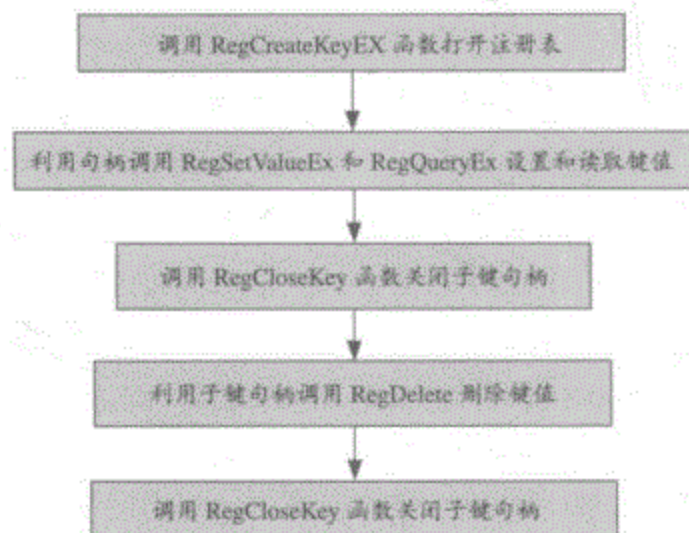 调用 RegCreateKeyEX 函数打开注册表
利用句柄调用 RegSetValueEx 和 RegQueryEx 设置和读取键值
调用 RegCloseKey 函数关闭子键句柄
利用子键句柄调用 RegDelete 删除键值
调用 RegCloseKey 函数关闭子键句柄